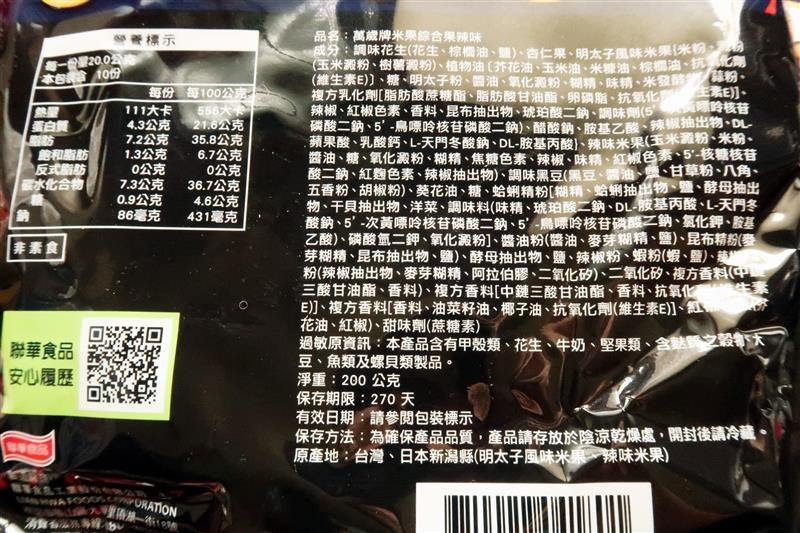 營養標示
每一份量20.0公克
本包裝含 10份
每份 每100公克
熱量 111大卡 555大卡
蛋白質 4.3公克 21.6公克
脂肪 7.2公克 35.8公克
飽和脂肪 1.3公克 6.7公克
反式脂肪 0公克 0公克
碳水化合物 7.3公克 36.7公克
糖 0.9公克 4.6公克
鈉 86毫克 431毫克
非素食
聯華食品
安心履歷
聯華食品
LIAN HWA FOODS CORPORATION
品名：萬歲牌米果綜合果辣味
成分：調味花生(花生、棕櫚油、鹽)、杏仁果、明太子風味米果{米粉、
(玉米澱粉、樹薯澱粉)、植物油(芥花油、玉米油、米糠油、棕櫚油、抗氧化劑
(維生素E)]、糖、明太子粉、醬油、氧化澱粉、糊精、味精、米發酵 蒜粉、
複方乳化劑[脂肪酸蔗糖酯、脂肪酸甘油酯、卵磷脂、抗氧化 生素E)]、
辣椒、紅椒色素、香料、昆布抽出物、琥珀酸二鈉、調味劑(5' 黃嘌呤核苷
磷酸二鈉、5'-鳥嘌呤核苷磷酸二鈉)、醋酸鈉、胺基乙酸、辣椒抽出物、DL-
蘋果酸、乳酸鈣、L-天門冬酸鈉、DL-胺基丙酸}、辣味米果{玉米澱粉、米粉、
醬油、糖、氧化澱粉、糊精、焦糖色素、辣椒、味精、紅椒色素、5'-核糖核苷
酸二鈉、紅麴色素、辣椒抽出物}、調味黑豆(黑豆、醬油、鹽、甘草粉、八角、
五香粉、胡椒粉)、葵花油、糖、蛤蜊精粉[糊精、蛤蜊抽出物、鹽、酵母抽出
物、干貝抽出物、洋菜、調味料(味精、琥珀酸二鈉、DL-胺基丙酸、L-天門冬
酸鈉、5'-次黃嘌呤核苷磷酸二鈉、5'-鳥嘌呤核苷磷酸二鈉、氯化鉀、胺基
乙酸)、磷酸氫二鉀、氧化澱粉]、醬油粉(醬油、麥芽糊精、鹽)、昆布精粉(麥
芽糊精、昆布抽出物、鹽)、酵母抽出物、鹽、辣椒粉、蝦粉(蝦、鹽)、
粉(辣椒抽出物、麥芽糊精、阿拉伯膠、二氧化矽)、二氧化矽、複方香料(中鏈
三酸甘油酯、香料)、複方香料[中鏈三酸甘油酯、香料、抗氧化 維生素
E)]、複方香料[香料、油菜籽油、椰子油、抗氧化劑(維生素E)]、紅
花油、紅椒)、甜味劑(蔗糖素)
過敏原資訊：本產品含有甲殼類、花生、牛奶、堅果類、含麩質之穀物、大
豆、魚類及螺貝類製品。
淨重：200 公克
保存期限：270 天
有效日期：請參閱包裝標示
保存方法：為確保產品品質，產品請存放於陰涼乾燥處，開封後請冷藏。
原產地：台灣、日本新潟縣(明太子風味米果、辣味米果)